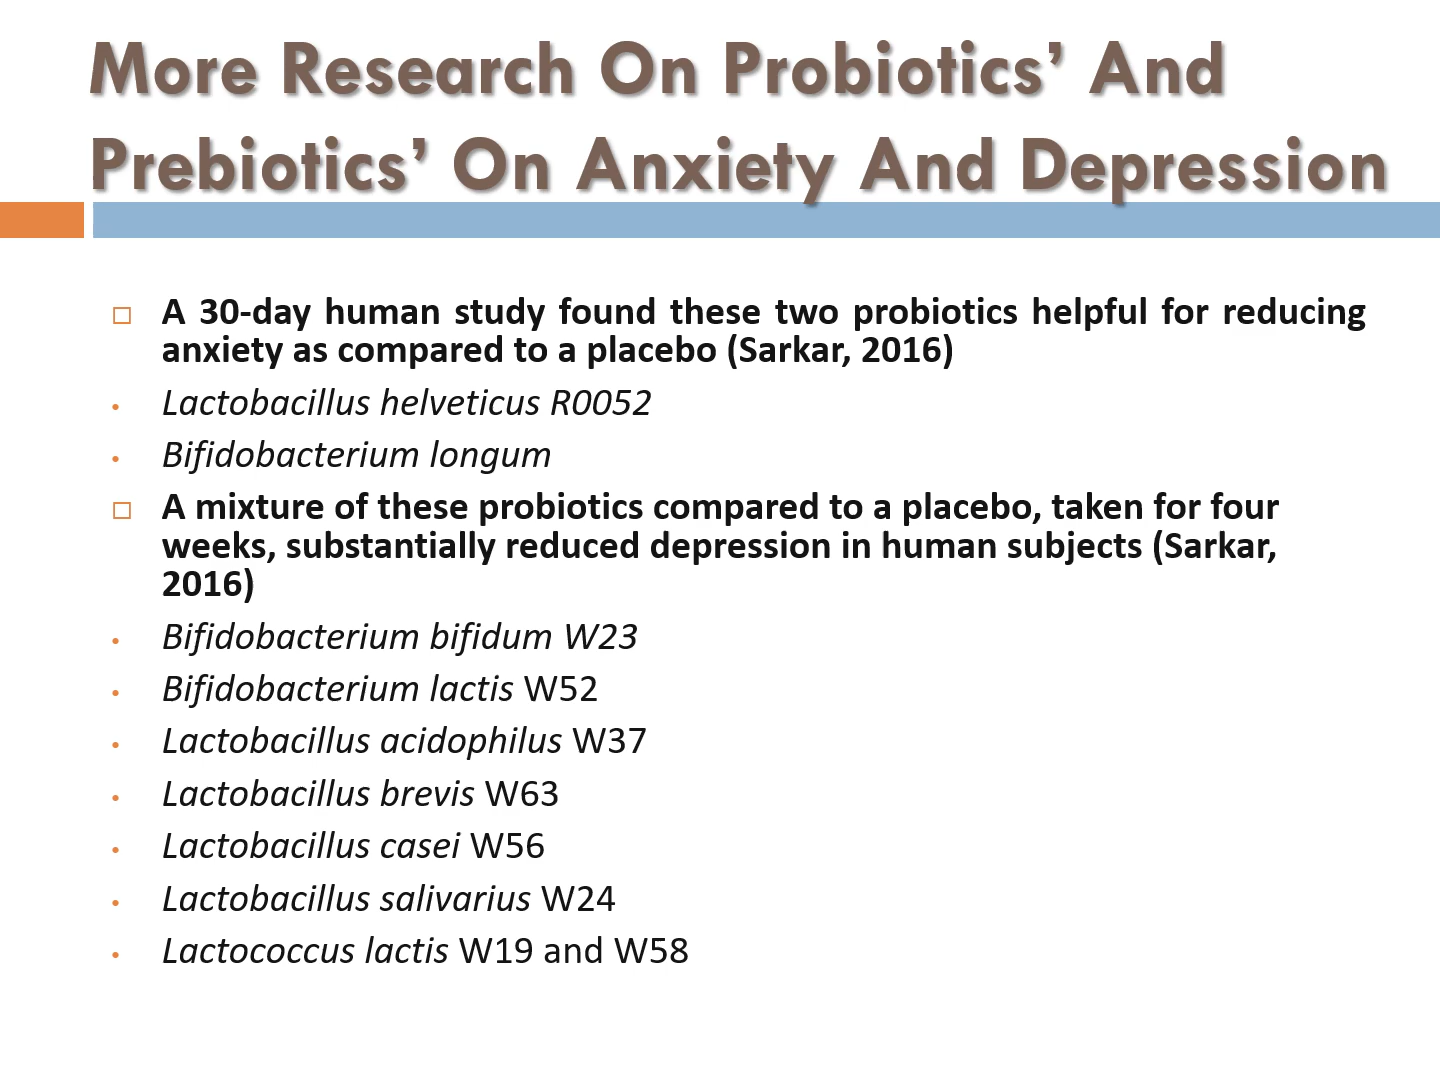 More Research On Probiotics’ And
Prebiotics’ On Anxiety And Depression
A 30-day human study found these two probiotics helpful for reducing
anxiety as compared to a placebo (Sarkar, 2016)
Lactobacillus helveticus R0052
Bifidobacterium longum
A mixture of these probiotics compared to a placebo, taken for four
weeks, substantially reduced depression in human subjects (Sarkar,
2016)
Bifidobacterium bifidum W23
Bifidobacterium lactis W52
Lactobacillus acidophilus W37
Lactobacillus brevis W63
Lactobacillus casei W56
Lactobacillus salivarius W24
Lactococcus lactis W19 and W58